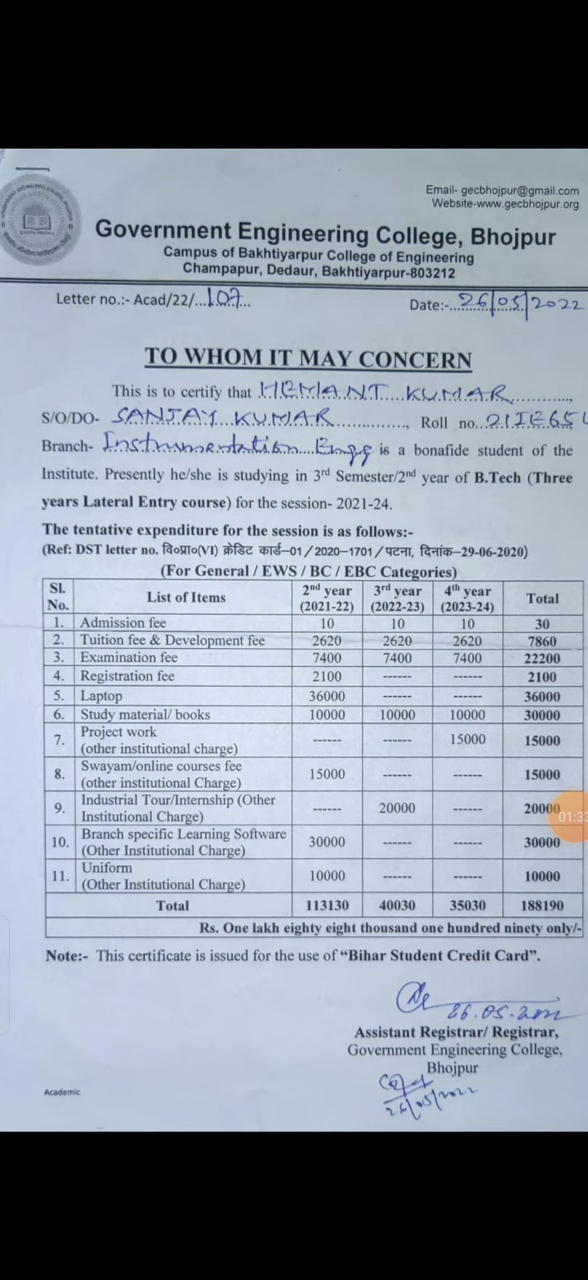 Email- gecbhojpur@gmail.com
Website-www.gecbhojpur.org
Government Engineering College, Bhojpur
Campus of Bakhtiyarpur College of Engineering
Champapur, Dedaur, Bakhtiyarpur-803212
Letter no.:- Acad/22/...107...
Date:-..26/05/2022
TO WHOM IT MAY CONCERN
This is to certify that HEMANT KUMAR..........,
S/O/DO- SANJAY KUMAR.............., Roll no..21IE65
Branch- Instrumentation Engg is a bonafide student of the
Institute. Presently he/she is studying in 3rd Semester/2nd year of B.Tech (Three
years Lateral Entry course) for the session- 2021-24.
The tentative expenditure for the session is as follows:-
(Ref: DST letter no. वि०प्रा०(VI) क्रेडिट कार्ड–01/2020–1701/पटना, दिनांक–29-06-2020)
(For General / EWS / BC / EBC Categories)
Sl. No. List of Items 2nd year (2021-22) 3rd year (2022-23) 4th year (2023-24) Total
1. Admission fee 10 10 10 30
2. Tuition fee & Development fee 2620 2620 2620 7860
3. Examination fee 7400 7400 7400 22200
4. Registration fee 2100 ------ ------ 2100
5. Laptop 36000 ------ ------ 36000
6. Study material/ books 10000 10000 10000 30000
7. Project work (other institutional charge) ------ ------ 15000 15000
8. Swayam/online courses fee (other institutional Charge) 15000 ------ ------ 15000
9. Industrial Tour/Internship (Other Institutional Charge) ------ 20000 ------ 20000
10. Branch specific Learning Software (Other Institutional Charge) 30000 ------ ------ 30000
11. Uniform (Other Institutional Charge) 10000 ------ ------ 10000
Total 113130 40030 35030 188190
Rs. One lakh eighty eight thousand one hundred ninety only/-
Note:- This certificate is issued for the use of “Bihar Student Credit Card”.
26.05.2022
Assistant Registrar/ Registrar,
Government Engineering College,
Bhojpur
26/05/2022
Academic